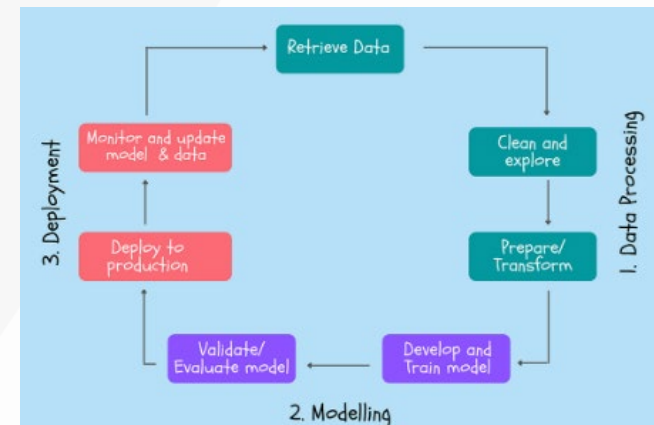 Retrieve Data
Clean and
explore
Prepare/
Transform
1. Data Processing
Develop and
Train model
Validate/
Evaluate model
2. Modelling
Deploy to
production
Monitor and update
model & data
3. Deployment